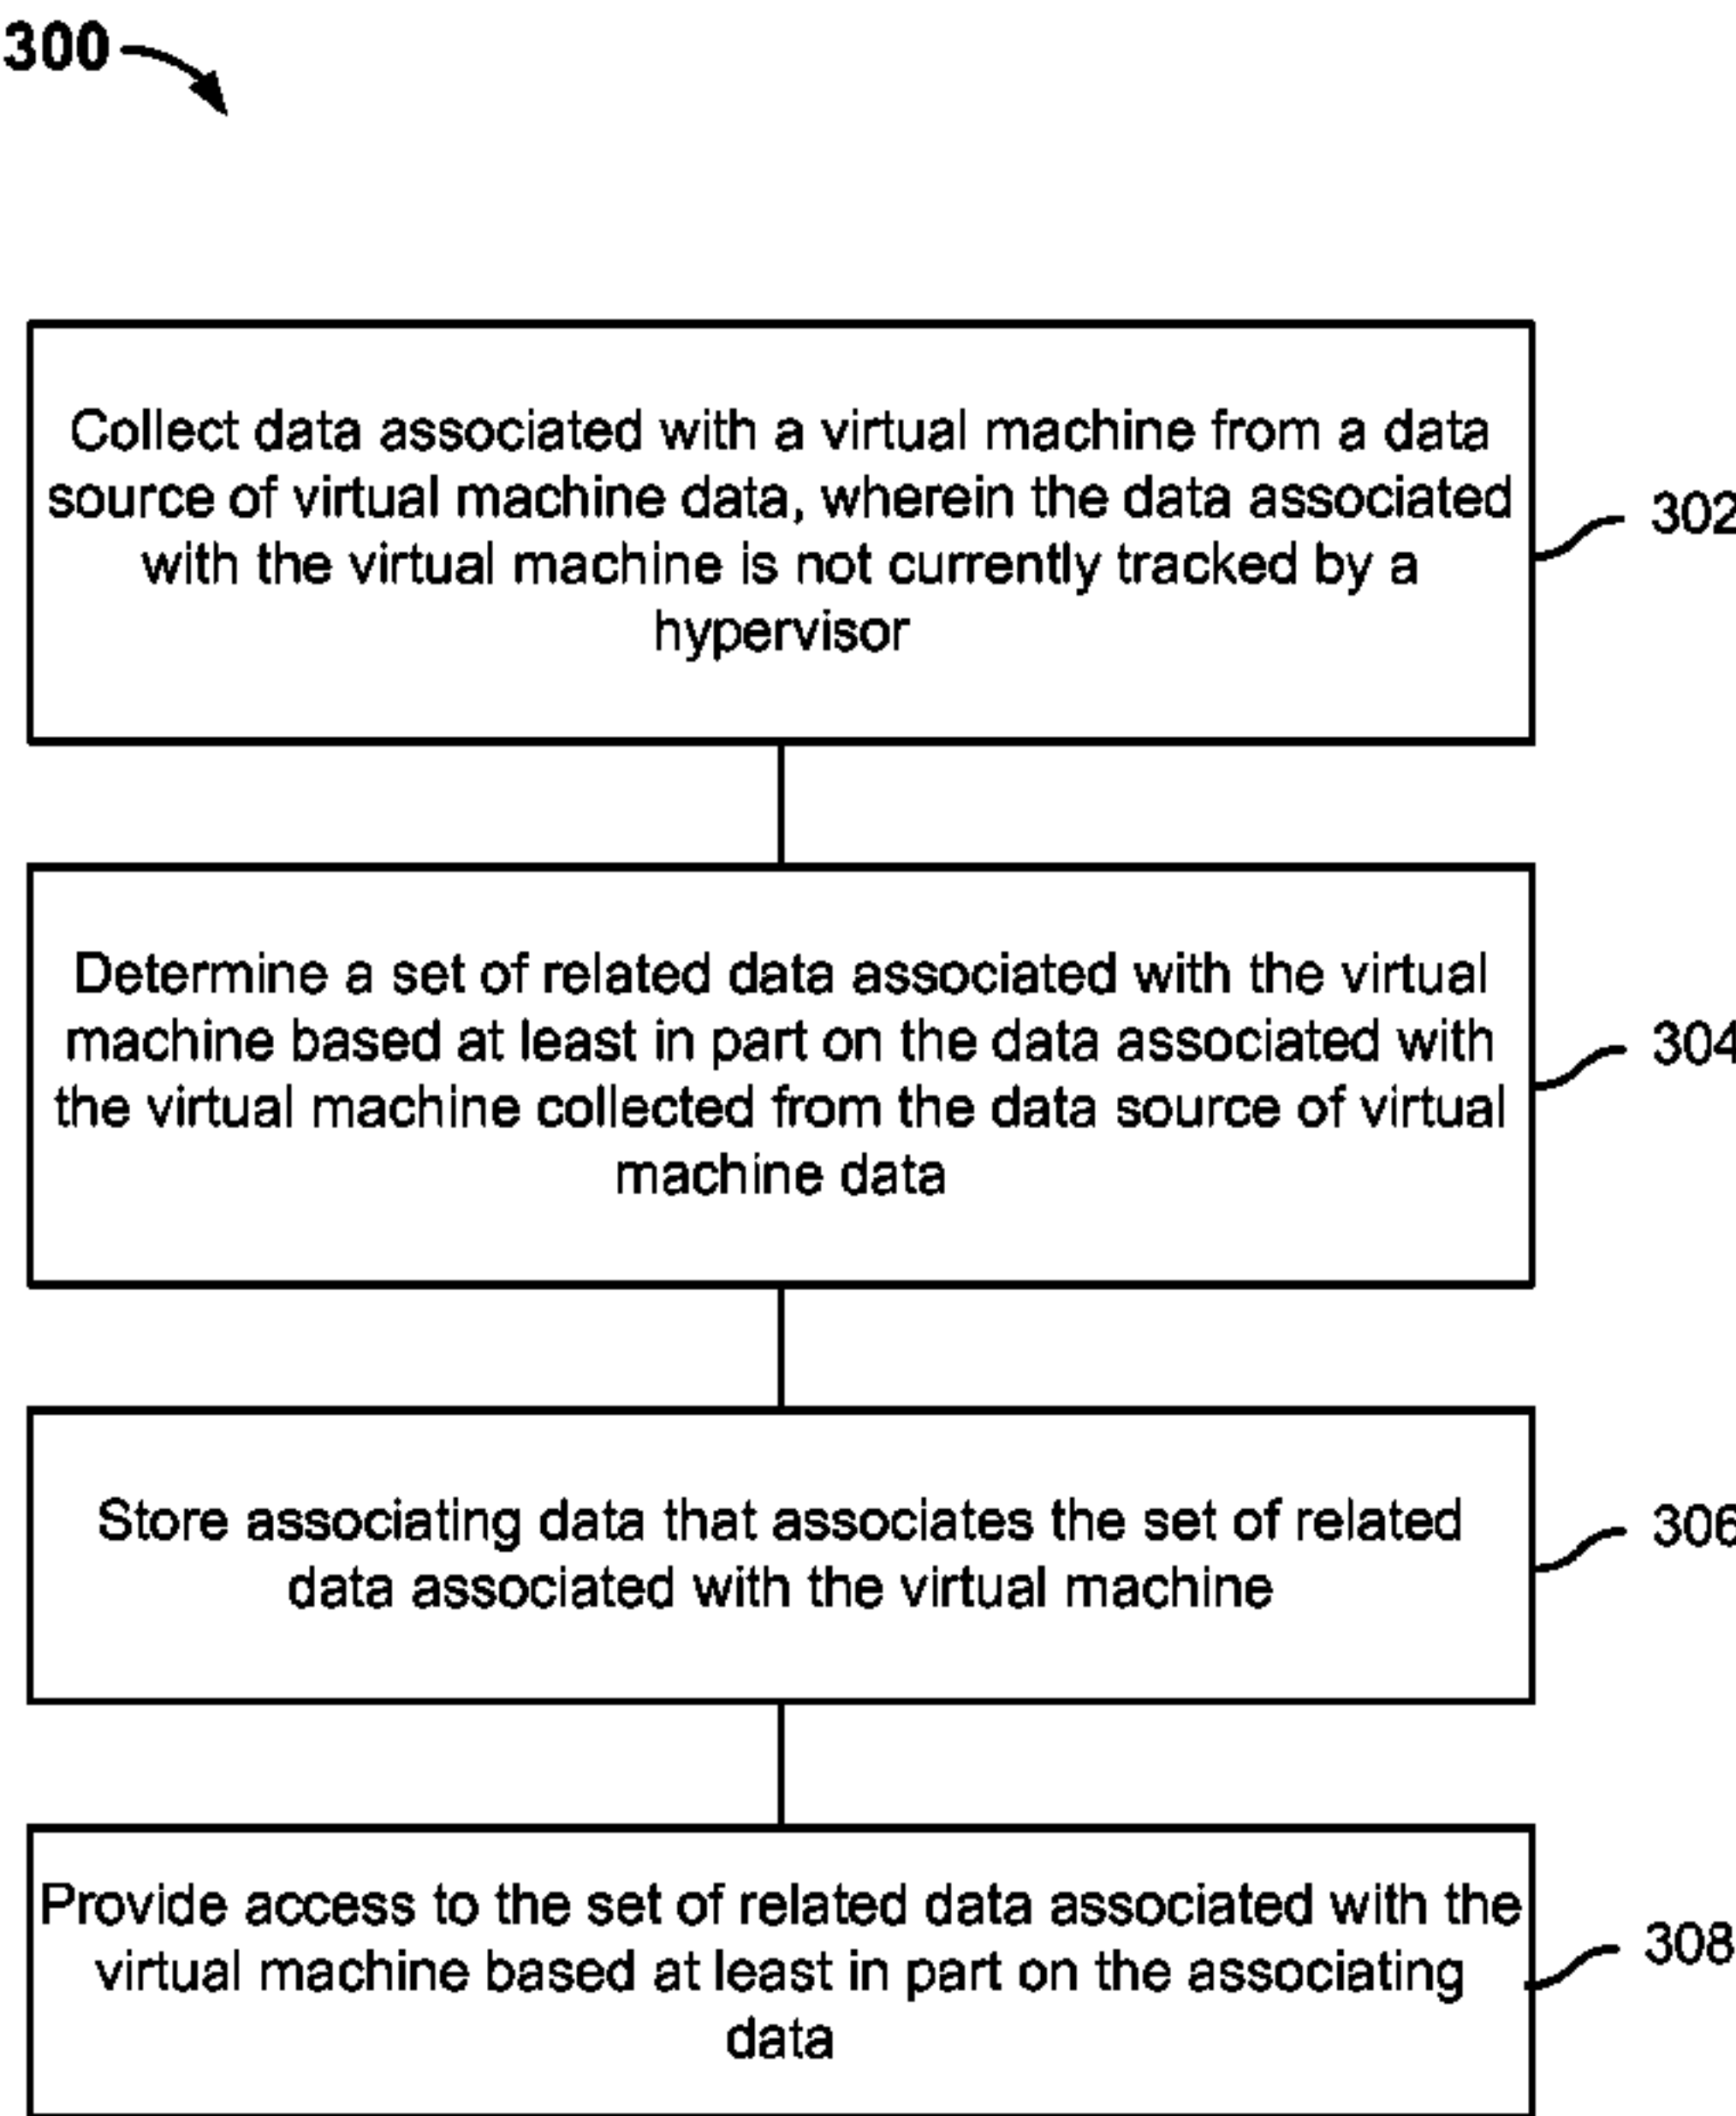 300
Collect data associated with a virtual machine from a data
source of virtual machine data, wherein the data associated
with the virtual machine is not currently tracked by a
hypervisor
302
Determine a set of related data associated with the virtual
machine based at least in part on the data associated with
the virtual machine collected from the data source of virtual
machine data
304
Store associating data that associates the set of related
data associated with the virtual machine
306
Provide access to the set of related data associated with the
virtual machine based at least in part on the associating
data
308